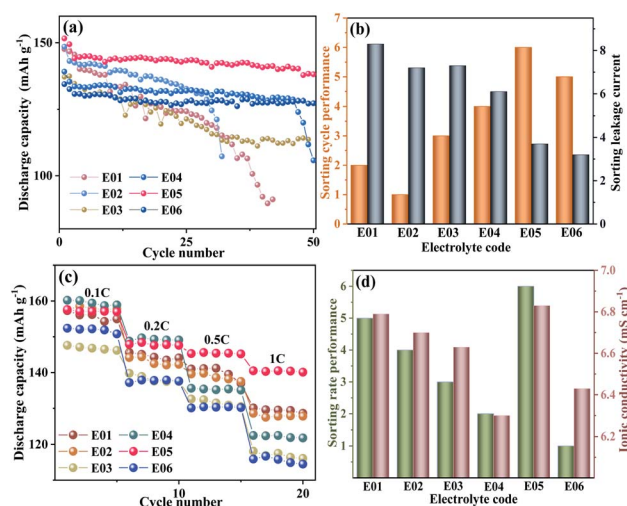 (a)
Discharge capacity (mAh g⁻¹)
150
100
E01 E04
E02 E05
E03 E06
1 25 50
Cycle number
(b)
Sorting cycle performance
7
6
5
4
3
2
1
0
Sorting leakage current
8
6
4
2
0
E01 E02 E03 E04 E05 E06
Electrolyte code
(c)
Discharge capacity (mAh g⁻¹)
160
140
120
0.1C
0.2C
0.5C
1C
E01 E04
E02 E05
E03 E06
0 10 20
Cycle number
(d)
Sorting rate performance
6
5
4
3
2
1
Ionic conductivity (mS cm⁻¹)
7.0
6.8
6.6
6.4
6.2
E01 E02 E03 E04 E05 E06
Electrolyte code